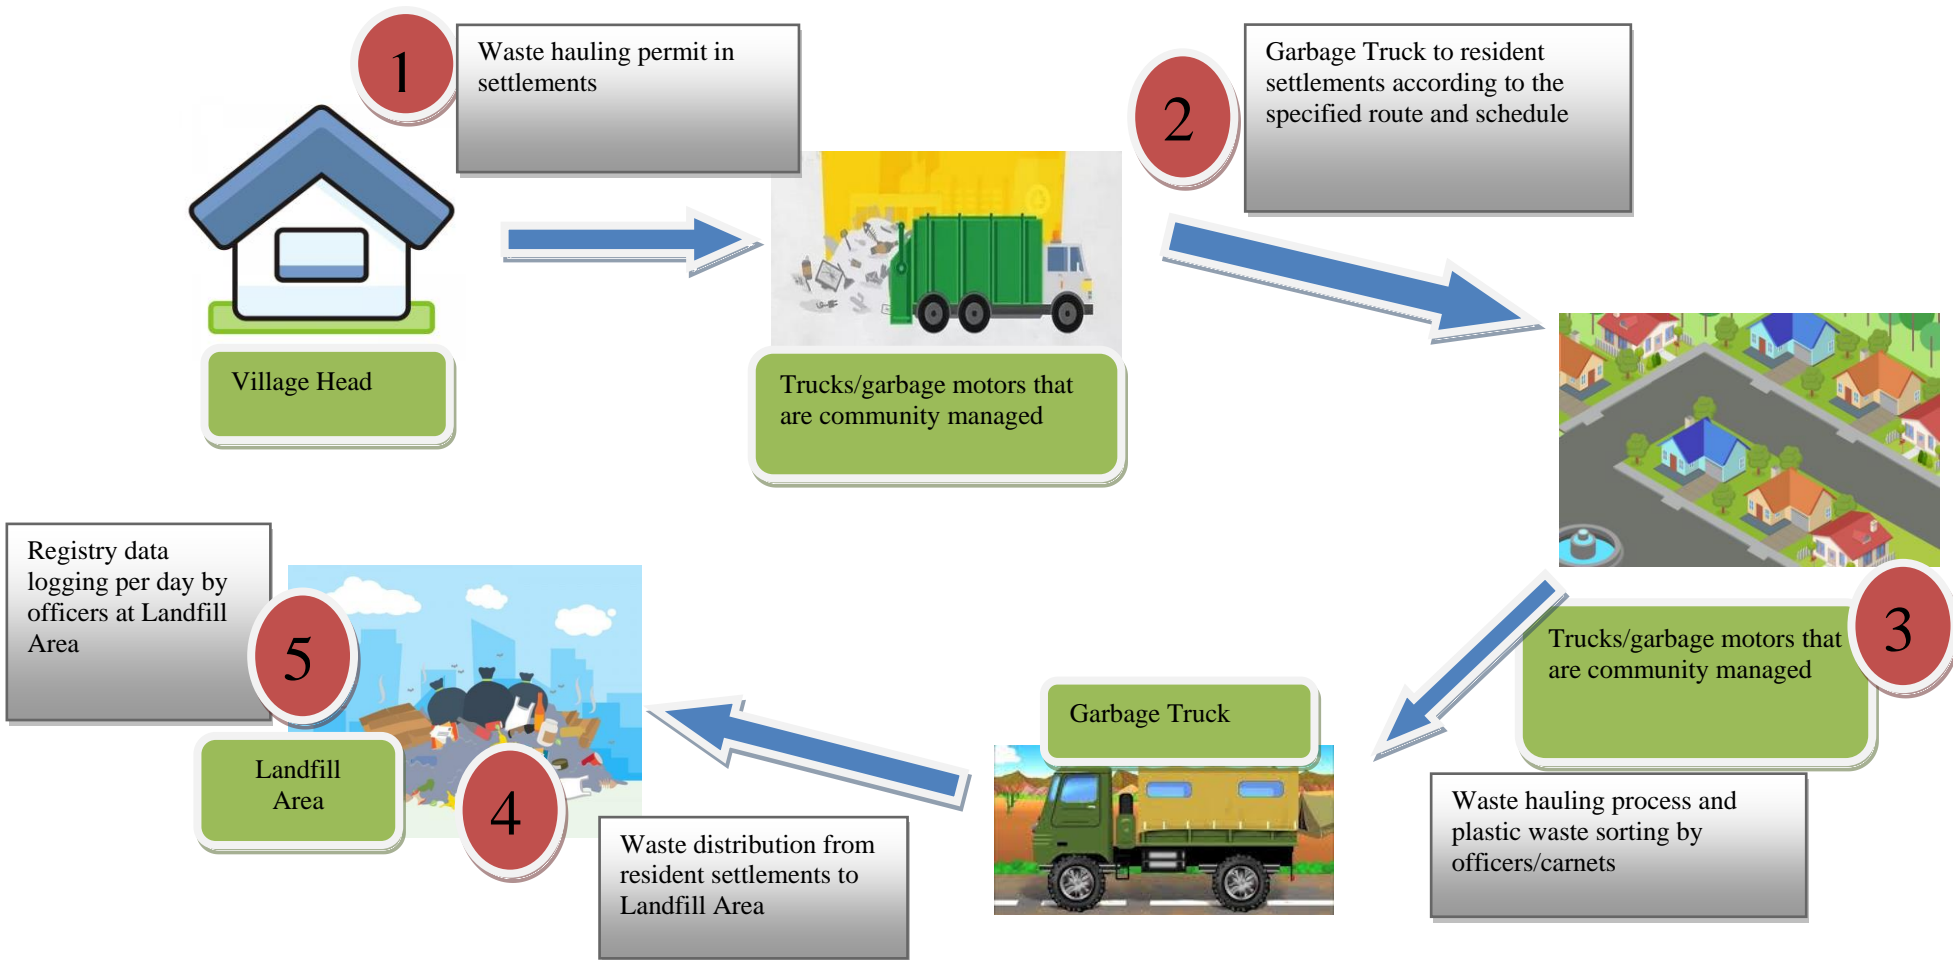 1
Waste hauling permit in
settlements
2
Garbage Truck to resident
settlements according to the
specified route and schedule
Village Head
Trucks/garbage motors that
are community managed
3
Trucks/garbage motors that
are community managed
Waste hauling process and
plastic waste sorting by
officers/carnets
Garbage Truck
4
Waste distribution from
resident settlements to
Landfill Area
5
Registry data
logging per day by
officers at Landfill
Area
Landfill
Area